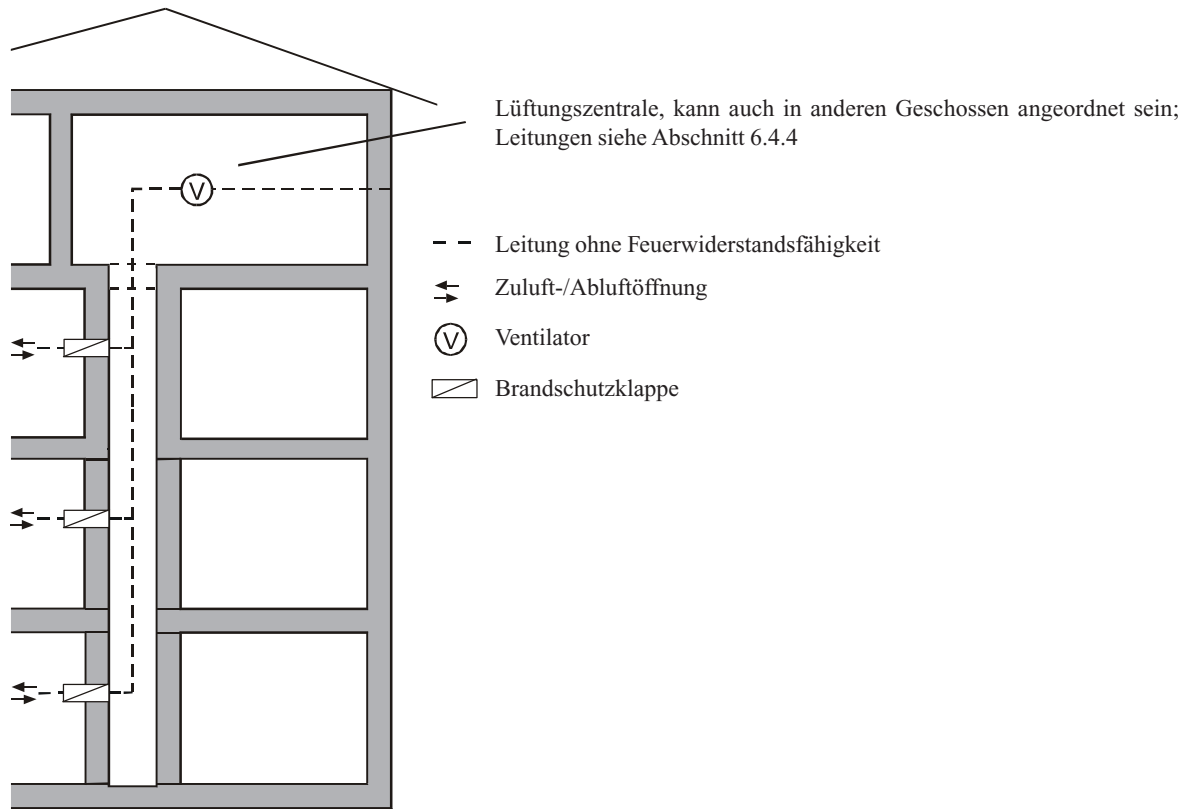 Lüftungszentrale, kann auch in anderen Geschossen angeordnet sein;
Leitungen siehe Abschnitt 6.4.4
V
Leitung ohne Feuerwiderstandsfähigkeit
Zuluft-/Abluftöffnung
V Ventilator
Brandschutzklappe